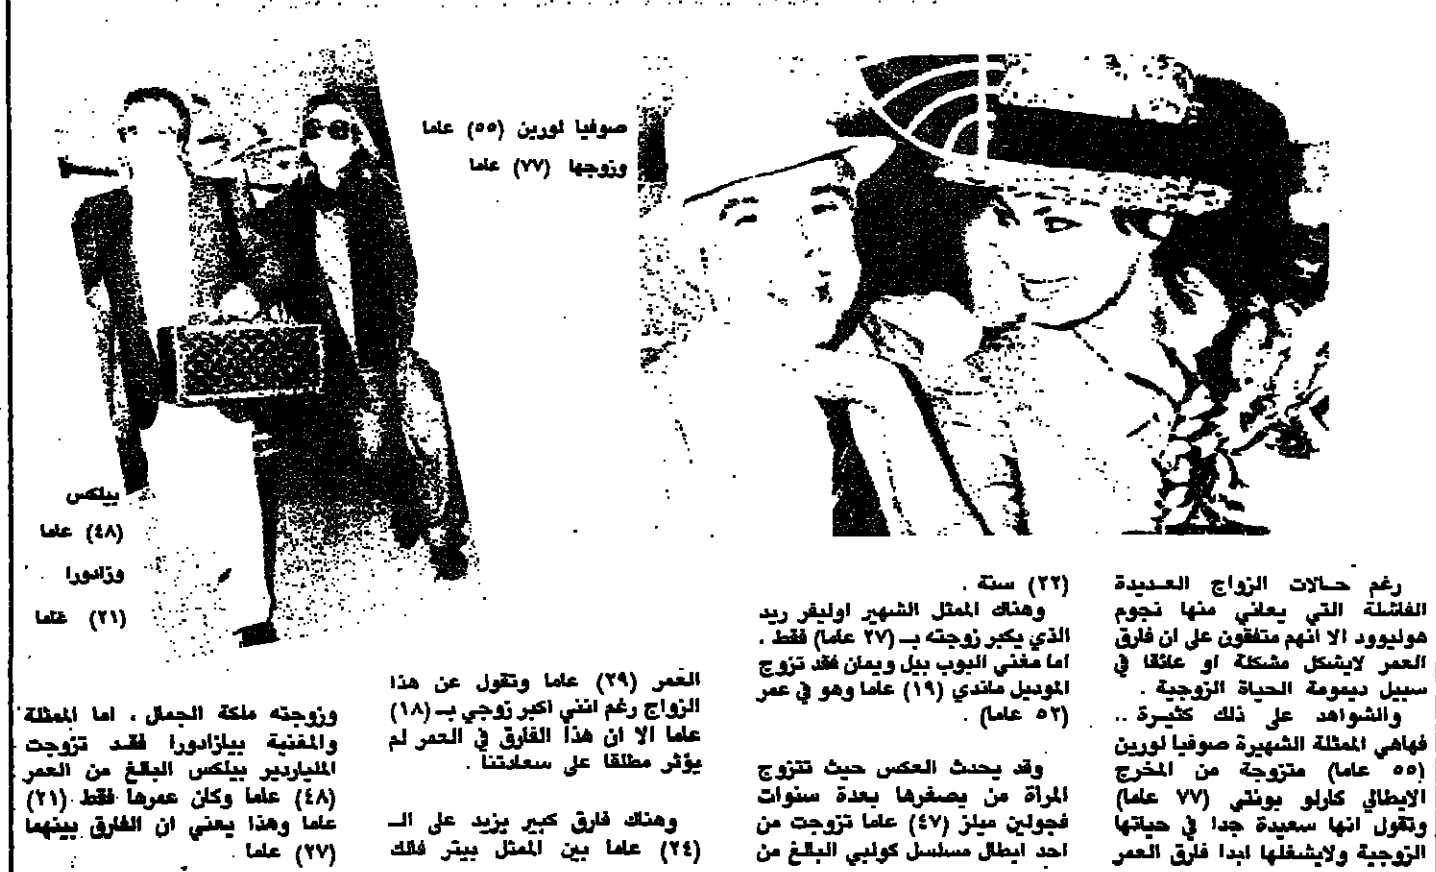 صوفيا لورين (٥٥) عاما
وزوجها (٧٧) عاما
بيلكس
(٤٨) عاما
وزادورا
(٢١) عاما
رغم حـالات الزواج العـديدة
الفاشلة التي يعاني منها نجوم
هوليوود الا انهم متفقون على ان فارق
العمر لايشكل مشكلة او عائقا في
سبيل ديمومة الحياة الزوجية .
والشواهد على ذلك كثيـرة ..
فهاهي الممثلة الشهيرة صوفيا لورين
(٥٥ عاما) متزوجة من المخرج
الايطالي كارلو بونتي (٧٧ عاما)
وتقول انها سعيدة جدا في حياتها
الزوجية ولايشغلها ابدا فارق العمر
(٢٢) سنة .
وهناك الممثل الشهير اوليفر ريد
الذي يكبر زوجته بـ (٢٧ عاما) فقط .
اما مغني البوب بيل ويمان فقد تزوج
الموديل ماندي (١٩) عاما وهو في عمر
(٥٢ عاما) .
وقد يحدث العكس حيث تتزوج
المرأة من يصغرها بعدة سنوات
فجولين ميلز (٤٧) عاما تزوجت من
احد ابطال مسلسل كولبي البالغ من
العمر (٢٩) عاما وتقول عن هذا
الزواج رغم انني اكبر زوجي بـ (١٨)
عاما الا ان هذا الفارق في العمر لم
يؤثر مطلقا على سعادتنا .
وهناك فارق كبير يزيد على الـ
(٢٤) عاما بين الممثل بيتر فالك
وزوجته ملكة الجمال . اما الممثلة
والمغنية بيازادورا فقـد تزوجت
الملياردير بيلكس البالغ من العمر
(٤٨) عاما وكان عمرها فقط (٢١)
عاما وهذا يعني ان الفارق بينهما
(٢٧) عاما